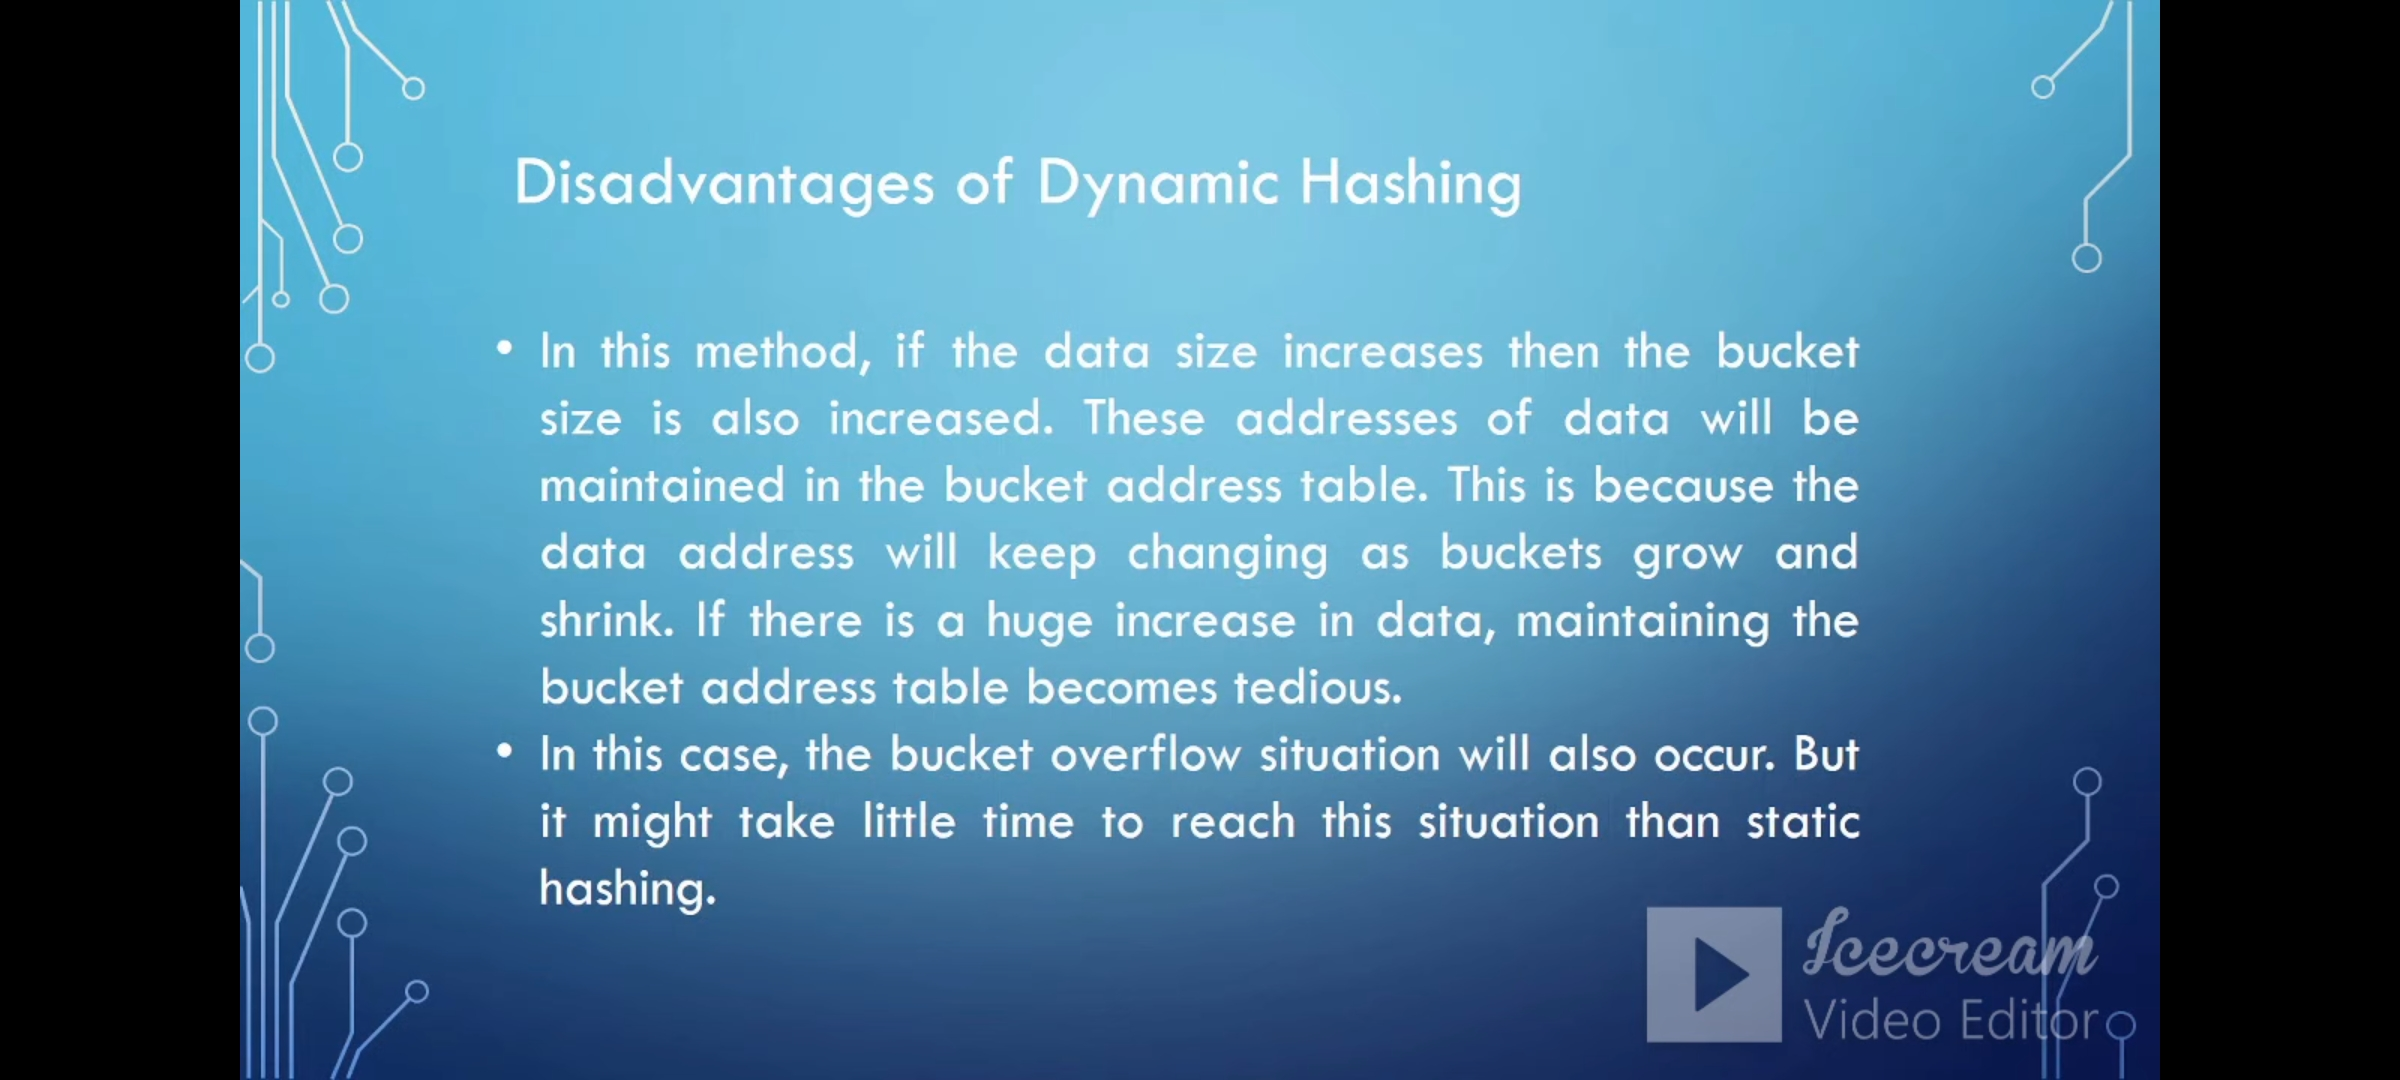 Disadvantages of Dynamic Hashing
• In this method, if the data size increases then the bucket
size is also increased. These addresses of data will be
maintained in the bucket address table. This is because the
data address will keep changing as buckets grow and
shrink. If there is a huge increase in data, maintaining the
bucket address table becomes tedious.
• In this case, the bucket overflow situation will also occur. But
it might take little time to reach this situation than static
hashing.
Icecream
Video Editor